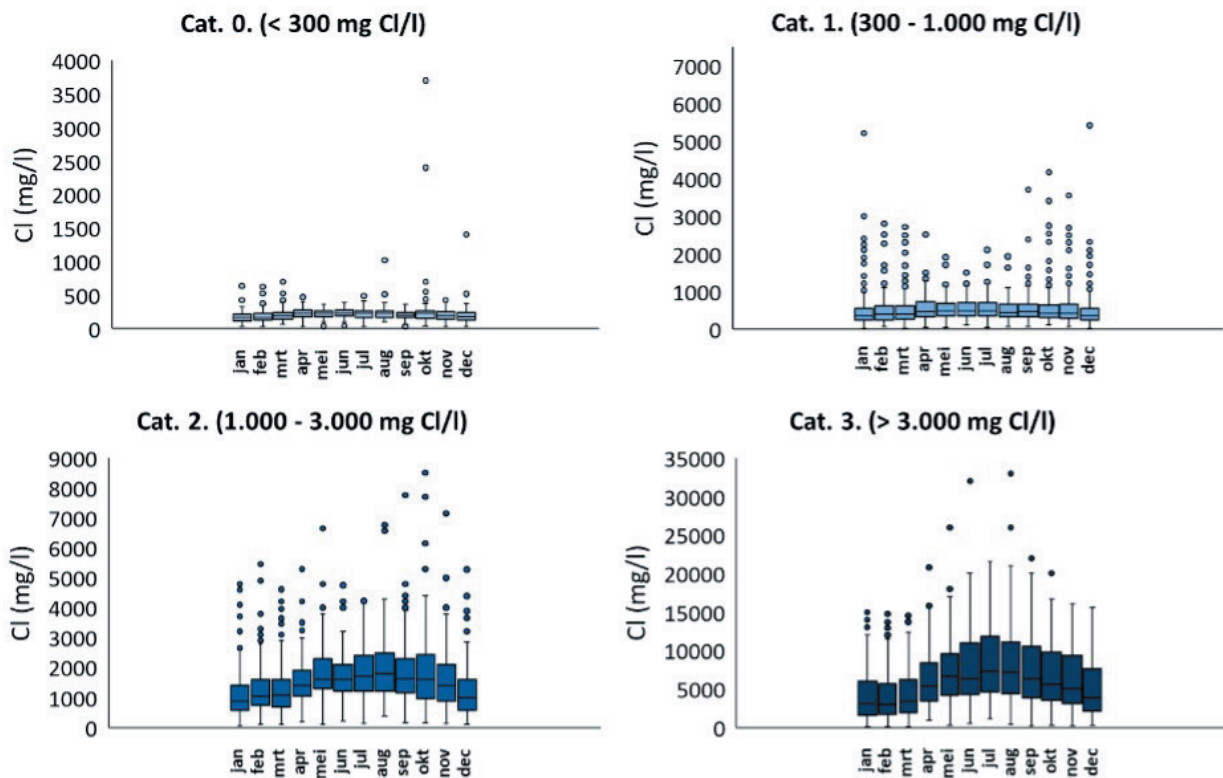 Cat. 0. (< 300 mg Cl/l)
Cl (mg/l)
4000
3500
3000
2500
2000
1500
1000
500
0
jan
feb
mrt
apr
mei
jun
jul
aug
sep
okt
nov
dec
Cat. 1. (300 - 1.000 mg Cl/l)
Cl (mg/l)
7000
6000
5000
4000
3000
2000
1000
0
jan
feb
mrt
apr
mei
jun
jul
aug
sep
okt
nov
dec
Cat. 2. (1.000 - 3.000 mg Cl/l)
Cl (mg/l)
9000
8000
7000
6000
5000
4000
3000
2000
1000
0
jan
feb
mrt
apr
mei
jun
jul
aug
sep
okt
nov
dec
Cat. 3. (> 3.000 mg Cl/l)
Cl (mg/l)
35000
30000
25000
20000
15000
10000
5000
0
jan
feb
mrt
apr
mei
jun
jul
aug
sep
okt
nov
dec